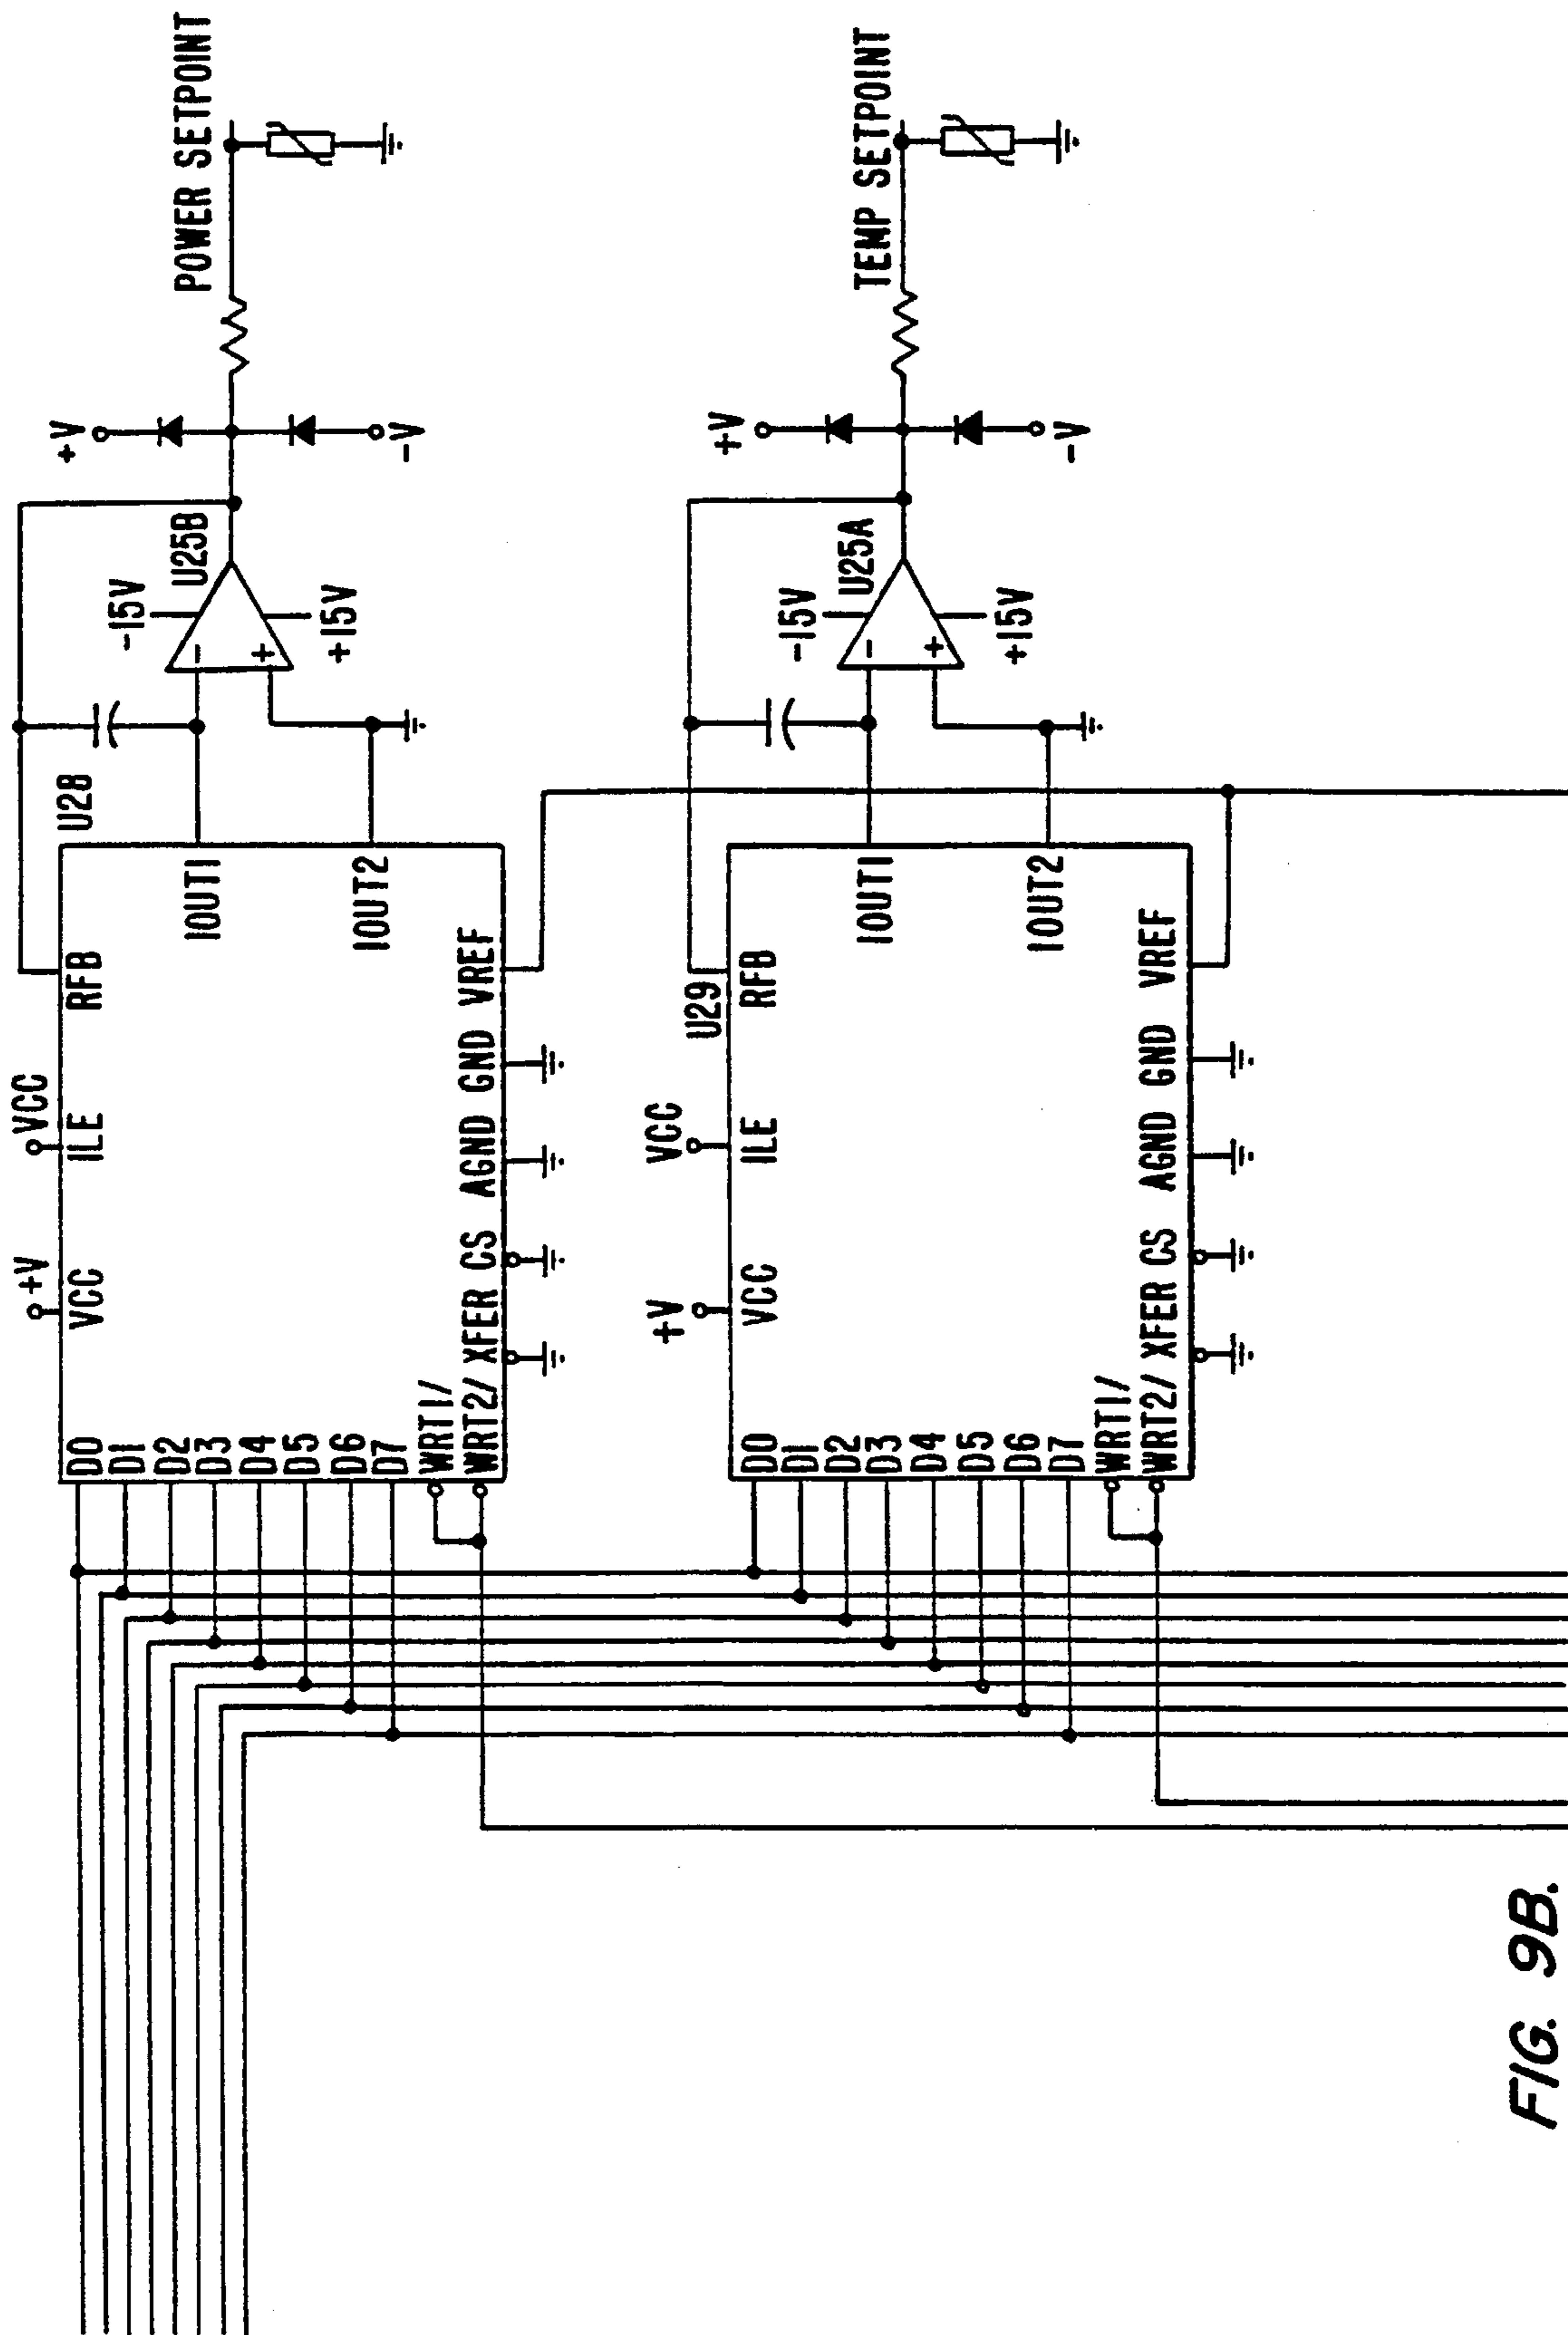 POWER SETPOINT
+V
-V
U25B
-15V
+15V
-
+
U28
IOUT1
IOUT2
RFB
VCC
ILE
+V
VCC
VREF
GND
AGND
CS
XFER
D0
D1
D2
D3
D4
D5
D6
D7
WRT1/
WRT2/
TEMP SETPOINT
+V
-V
U25A
-15V
+15V
-
+
U29
IOUT1
IOUT2
RFB
VCC
ILE
+V
VCC
VREF
GND
AGND
CS
XFER
D0
D1
D2
D3
D4
D5
D6
D7
WRT1/
WRT2/
FIG. 9B.